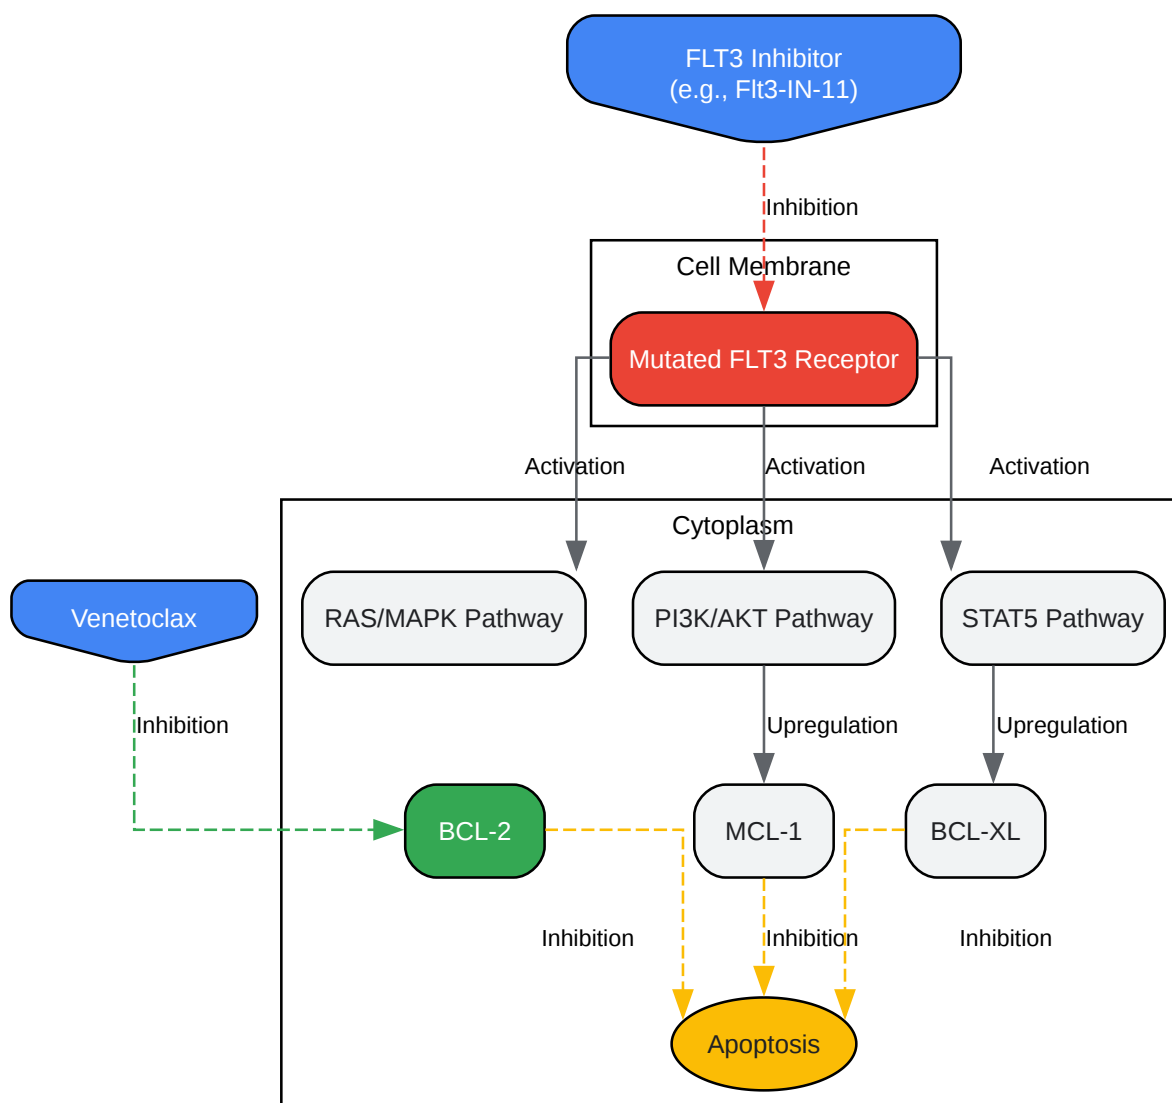 FLT3 Inhibitor
(e.g., Flt3-IN-11)
Inhibition
Cell Membrane
Mutated FLT3 Receptor
Activation
Activation
Activation
Cytoplasm
Venetoclax
RAS/MAPK Pathway
PI3K/AKT Pathway
STAT5 Pathway
Inhibition
Upregulation
Upregulation
BCL-2
MCL-1
BCL-XL
Inhibition
Inhibition
Inhibition
Apoptosis